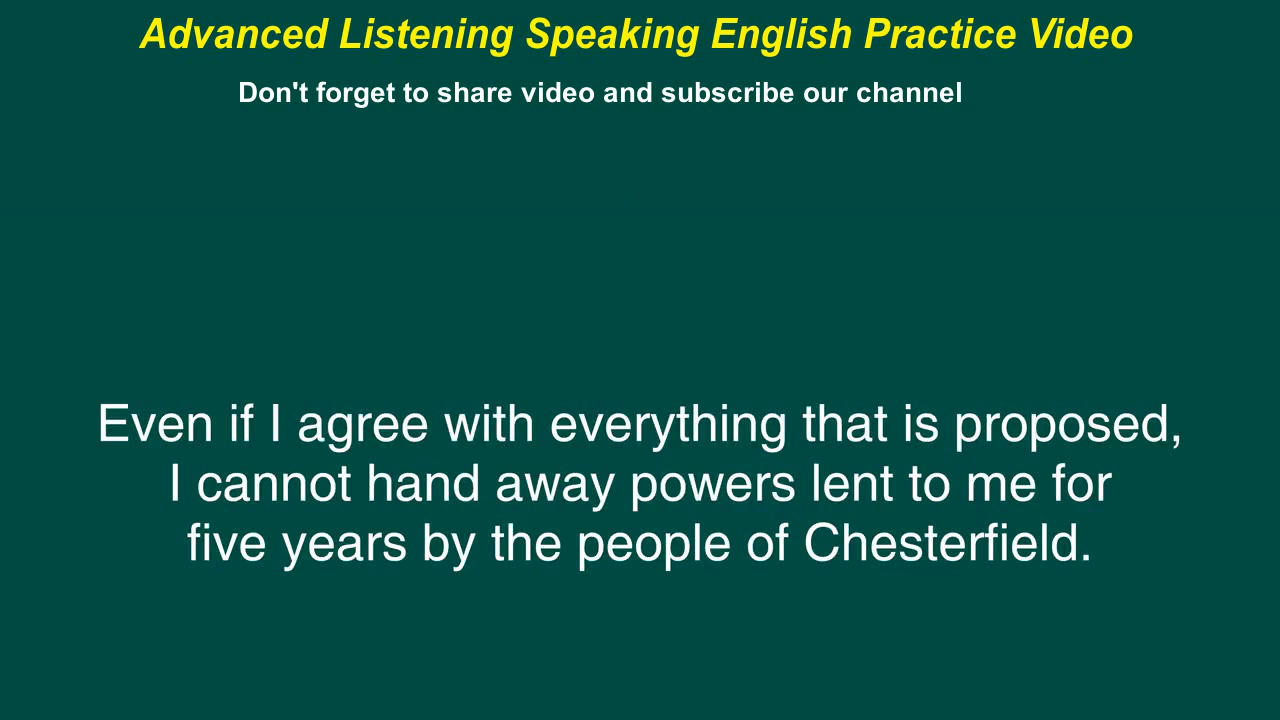 Advanced Listening Speaking English Practice Video
Don't forget to share video and subscribe our channel
Even if I agree with everything that is proposed,
I cannot hand away powers lent to me for
five years by the people of Chesterfield.